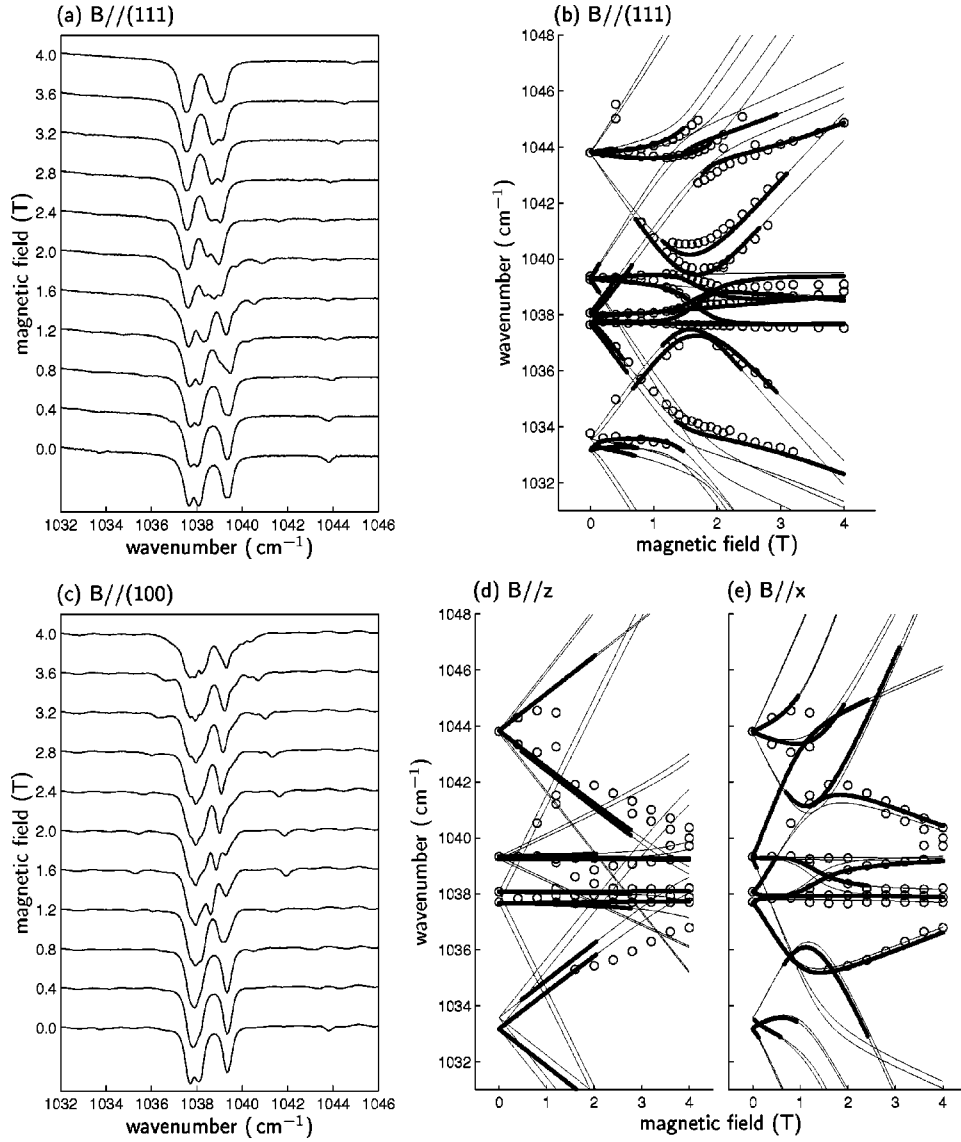 (a) B//(111)
magnetic field (T)
4.0
3.6
3.2
2.8
2.4
2.0
1.6
1.2
0.8
0.4
0.0
1032 1034 1036 1038 1040 1042 1044 1046
wavenumber ( cm⁻¹)
(b) B//(111)
wavenumber ( cm⁻¹)
1048
1046
1044
1042
1040
1038
1036
1034
1032
0 1 2 3 4
magnetic field (T)
(c) B//(100)
magnetic field (T)
4.0
3.6
3.2
2.8
2.4
2.0
1.6
1.2
0.8
0.4
0.0
1032 1034 1036 1038 1040 1042 1044 1046
wavenumber ( cm⁻¹)
(d) B//z
wavenumber ( cm⁻¹)
1048
1046
1044
1042
1040
1038
1036
1034
1032
0 1 2 3 4
(e) B//x
0 1 2 3 4
magnetic field (T)